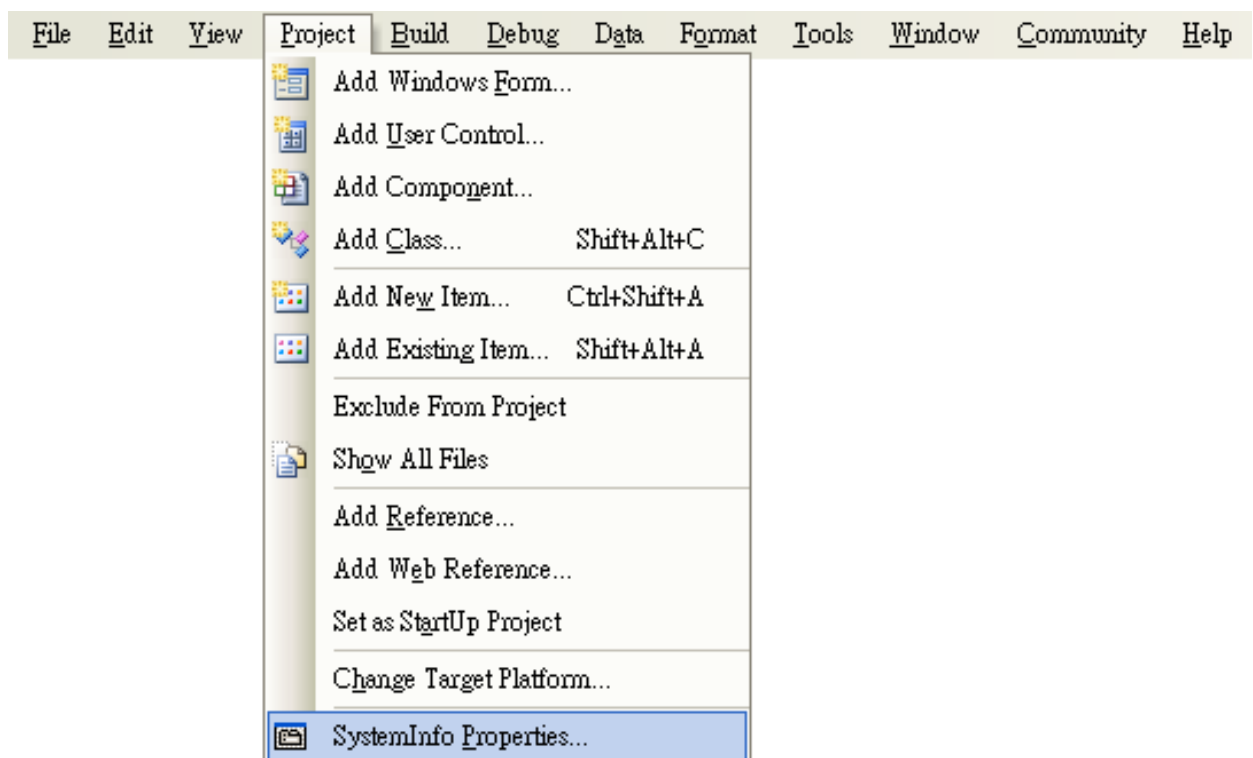 File Edit View Project Build Debug Data Format Tools Window Community Help
Add Windows Form...
Add User Control...
Add Component...
Add Class... Shift+Alt+C
Add New Item... Ctrl+Shift+A
Add Existing Item... Shift+Alt+A
Exclude From Project
Show All Files
Add Reference...
Add Web Reference...
Set as StartUp Project
Change Target Platform...
SystemInfo Properties...